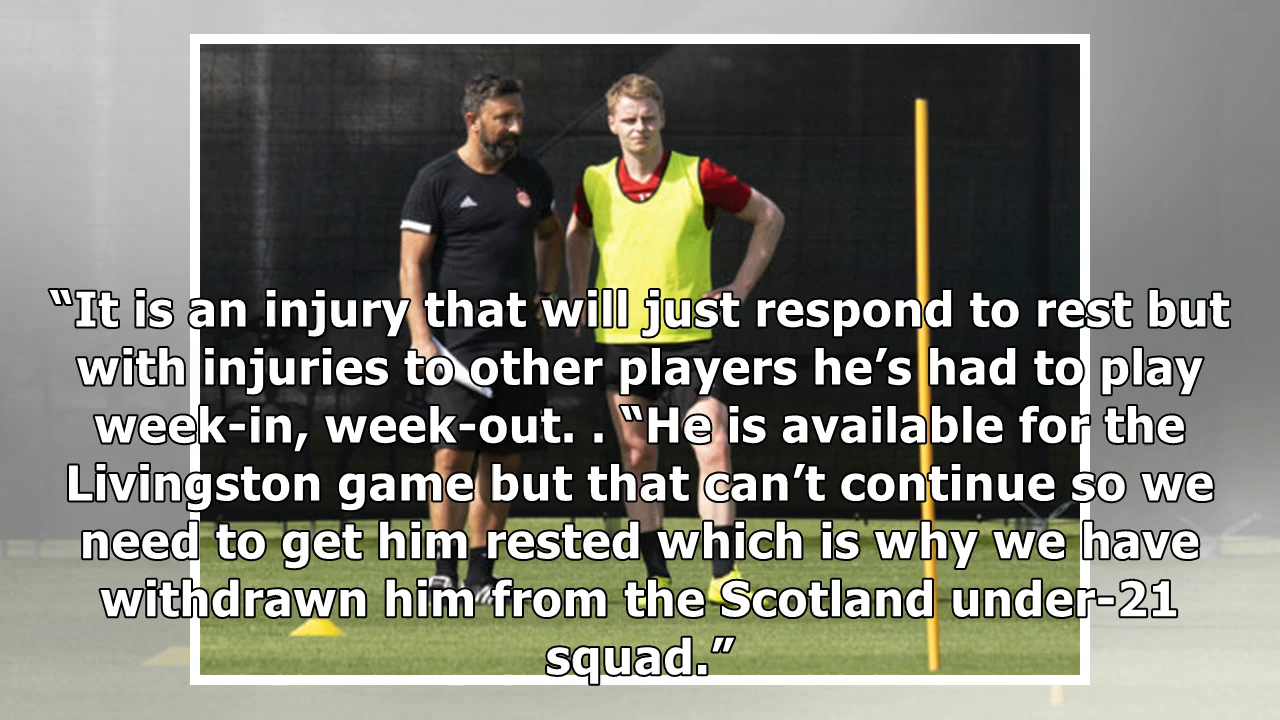 “It is an injury that will just respond to rest but
with injuries to other players he’s had to play
week-in, week-out. . “He is available for the
Livingston game but that can’t continue so we
need to get him rested which is why we have
withdrawn him from the Scotland under-21
squad.”